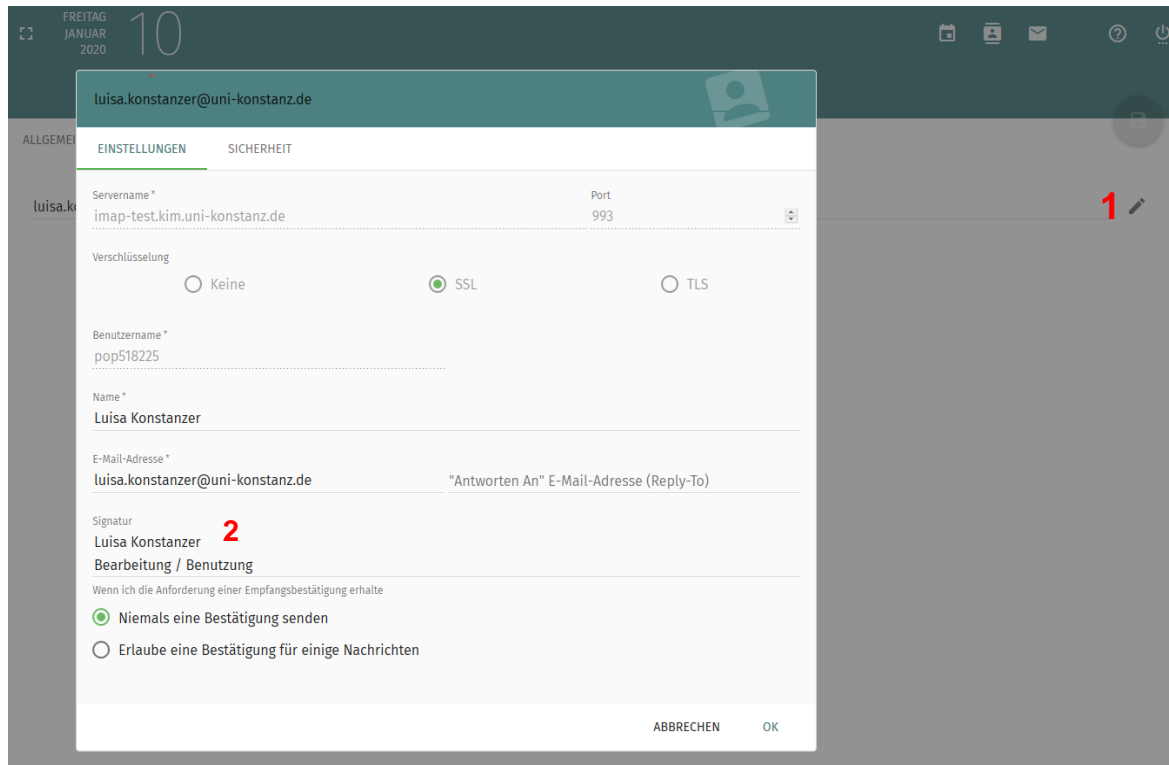 FREITAG
JANUAR
2020
10
luisa.konstanzer@uni-konstanz.de
ALLGEMEI
EINSTELLUNGEN SICHERHEIT
luisa.k
1
Servername * Port
imap-test.kim.uni-konstanz.de 993
Verschlüsselung
Keine SSL TLS
Benutzername *
pop518225
Name *
Luisa Konstanzer
E-Mail-Adresse *
luisa.konstanzer@uni-konstanz.de "Antworten An" E-Mail-Adresse (Reply-To)
Signatur
Luisa Konstanzer 2
Bearbeitung / Benutzung
Wenn ich die Anforderung einer Empfangsbestätigung erhalte
Niemals eine Bestätigung senden
Erlaube eine Bestätigung für einige Nachrichten
ABBRECHEN OK